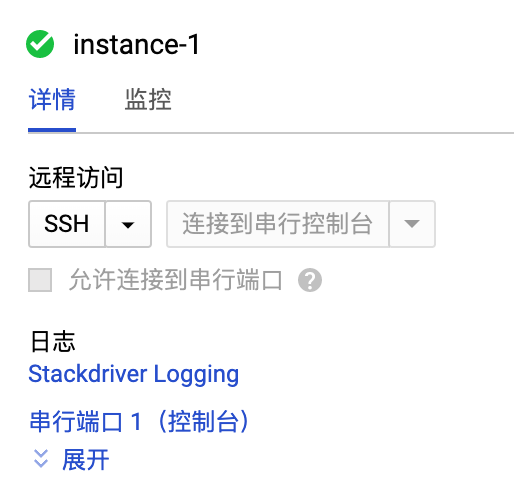 instance-1
详情 监控
远程访问
SSH 连接到串行控制台
允许连接到串行端口 ?
日志
Stackdriver Logging
串行端口 1（控制台）
展开